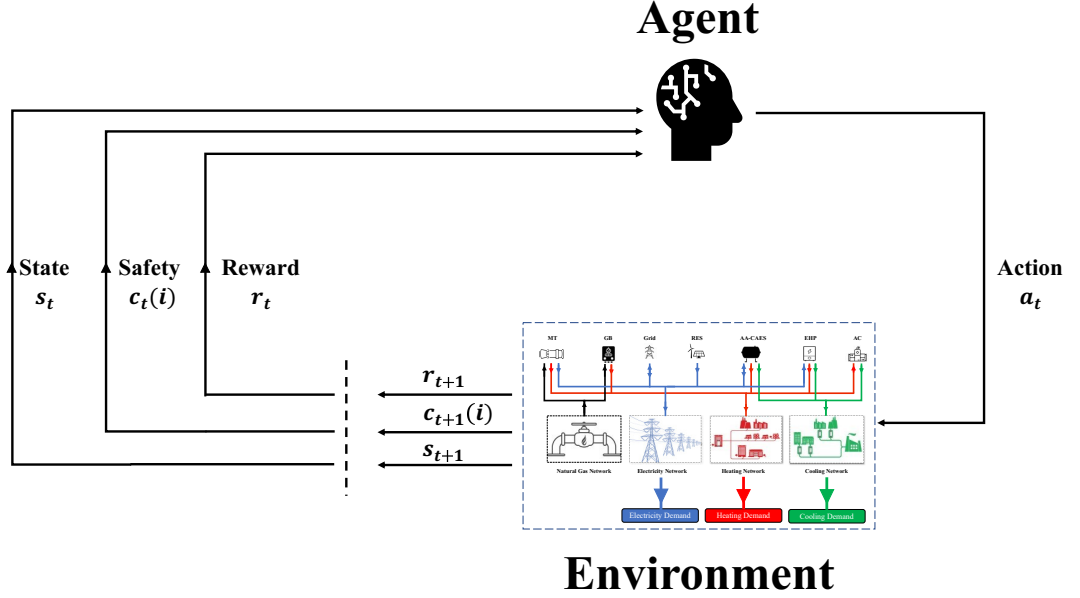 Agent
State
s_t
Safety
c_t(i)
Reward
r_t
Action
a_t
MT
GB
Grid
RES
AA-CAES
EHP
AC
r_{t+1}
c_{t+1}(i)
s_{t+1}
Natural Gas Network
Electricity Network
Heating Network
Cooling Network
Electricity Demand
Heating Demand
Cooling Demand
Environment